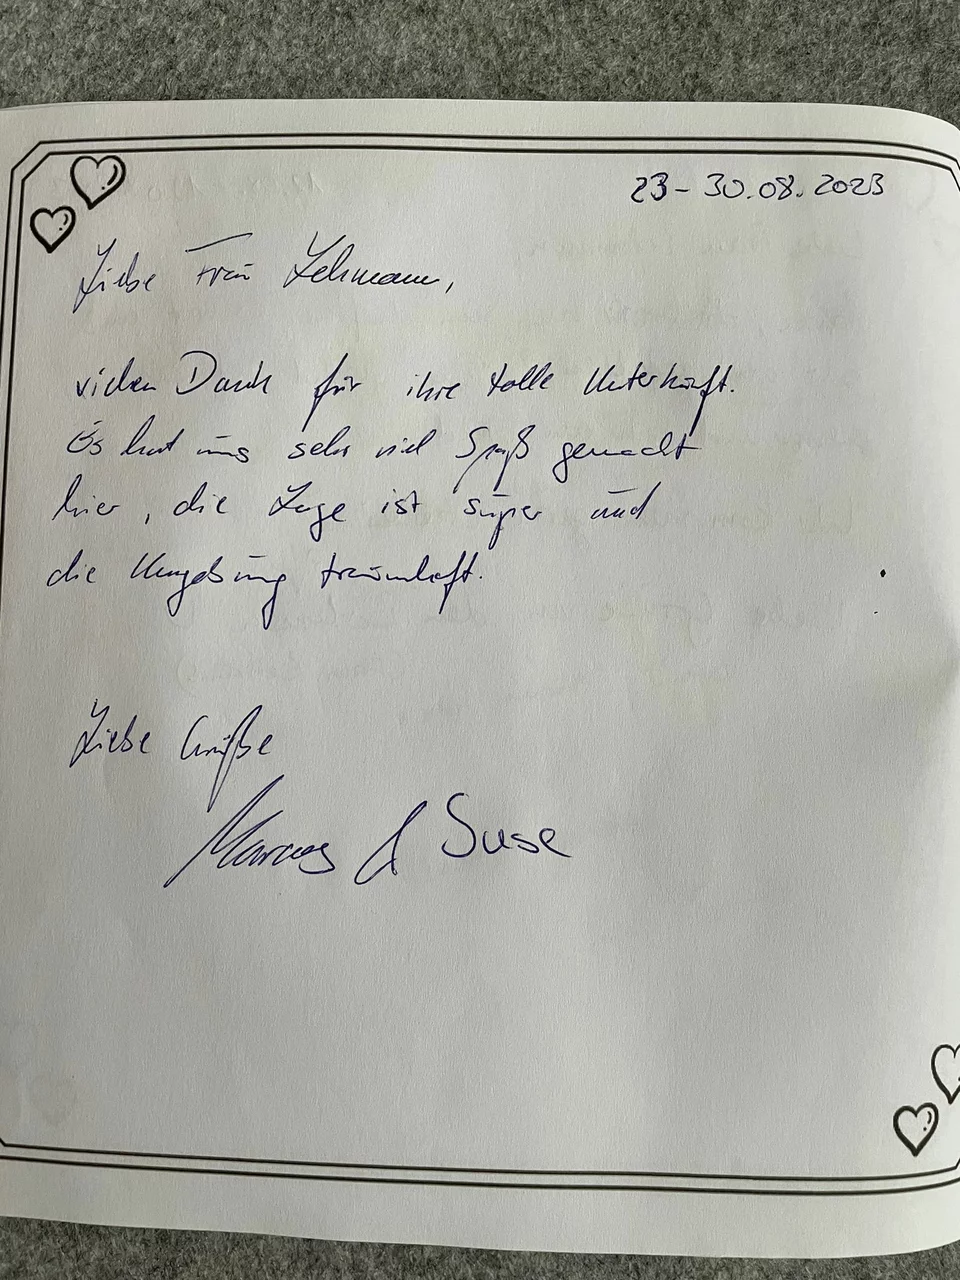 23-30.08.2023
Liebe Frau Lehmann,
vielen Dank für ihre tolle Unterkunft.
Es hat uns sehr viel Spaß gemacht
hier, die Lage ist super und
die Umgebung traumhaft.
Liebe Grüße
Marcus & Suse